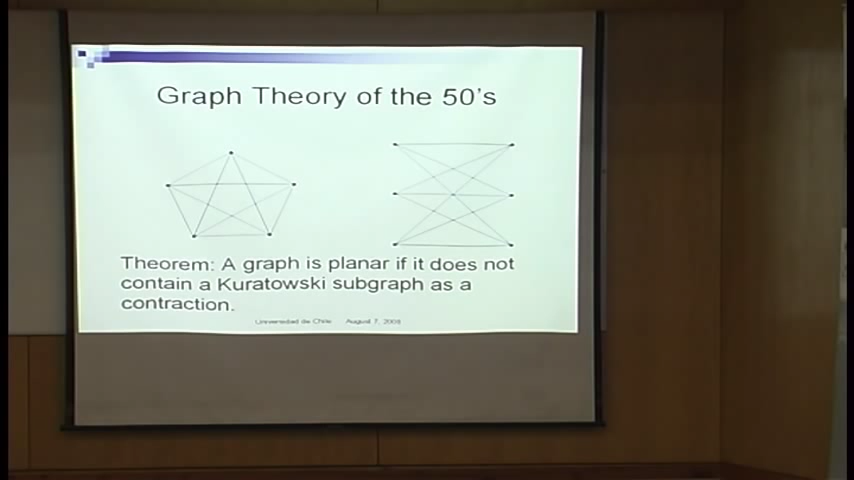 Graph Theory of the 50's
Theorem: A graph is planar if it does not
contain a Kuratowski subgraph as a
contraction.
Universidad de Chile August 7, 2008